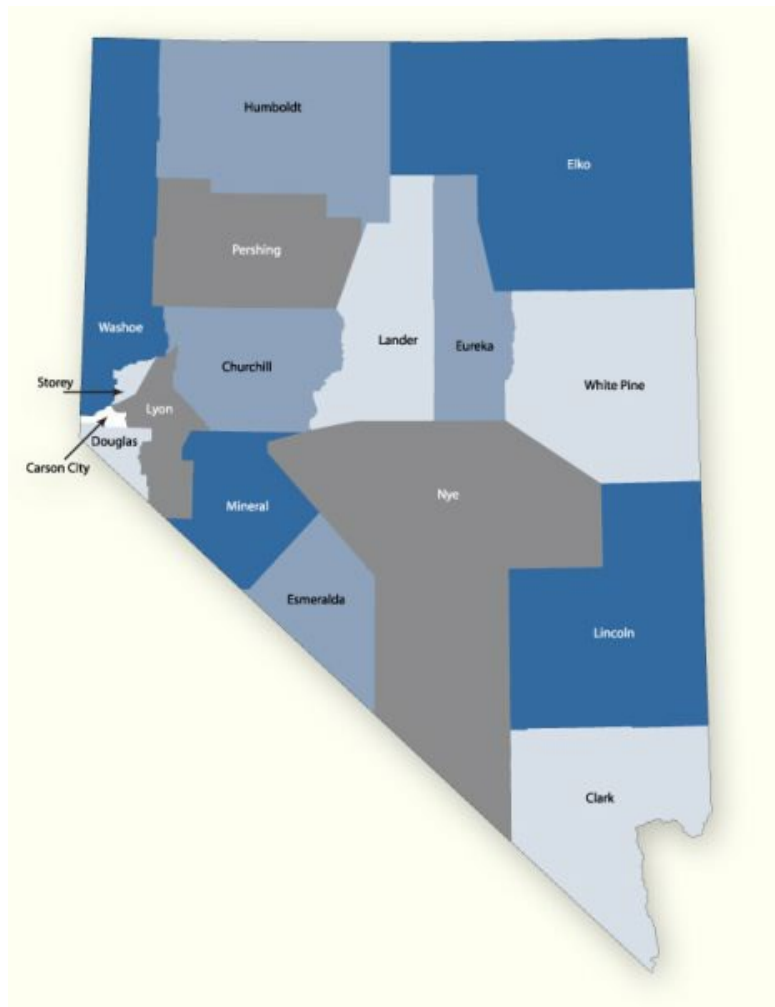 Humboldt
Elko
Pershing
Washoe
Lander
Eureka
Churchill
Storey
White Pine
Lyon
Douglas
Carson City
Nye
Mineral
Esmeralda
Lincoln
Clark